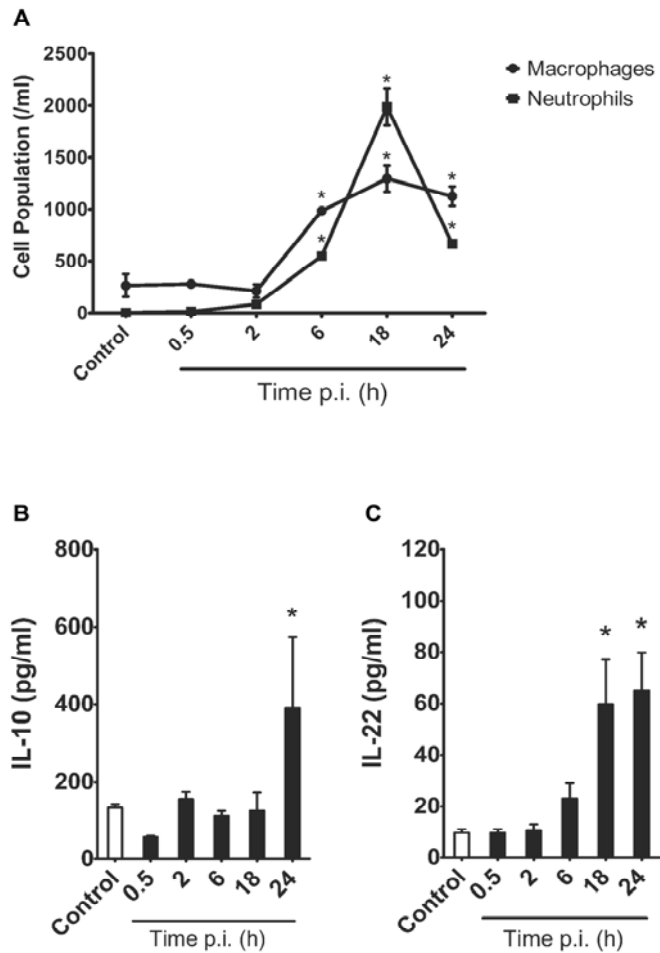 A
Cell Population (/ml)
2500
2000
1500
1000
500
0
* * * * * *
Macrophages
Neutrophils
Control 0.5 2 6 18 24
Time p.i. (h)
B
IL-10 (pg/ml)
800
600
400
200
0
*
Control 0.5 2 6 18 24
Time p.i. (h)
C
IL-22 (pg/ml)
120
100
80
60
40
20
0
* *
Control 0.5 2 6 18 24
Time p.i. (h)